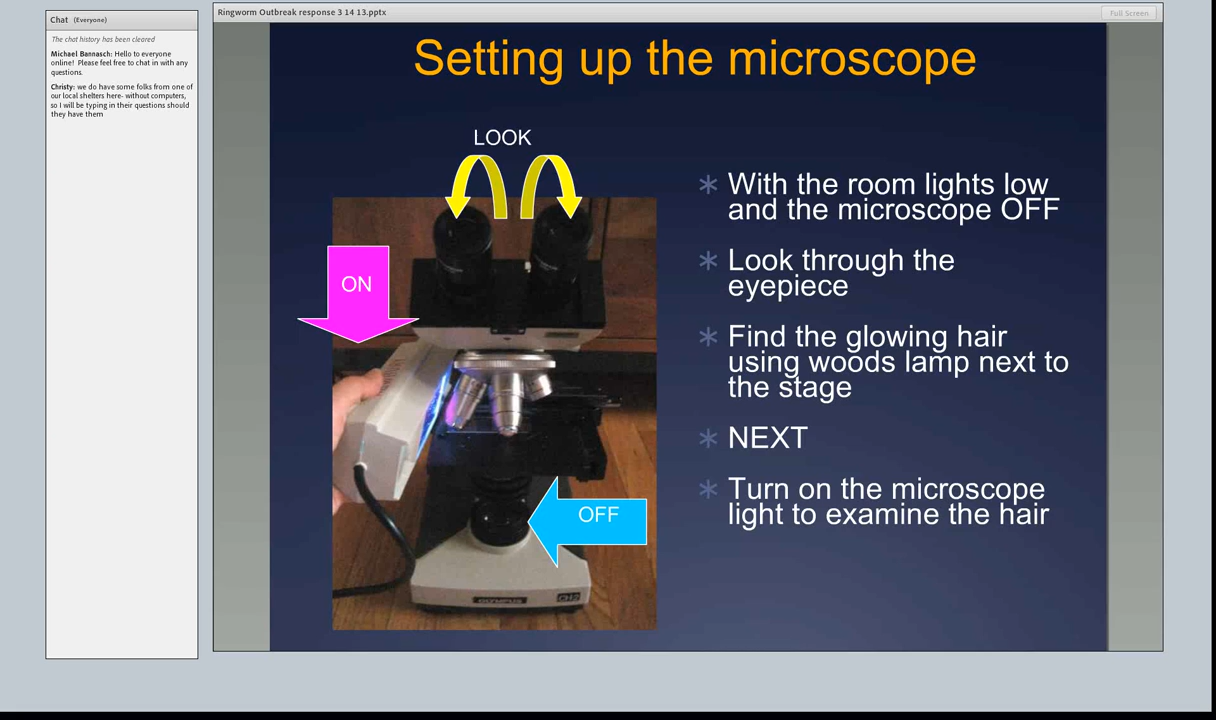 Chat (Everyone)
The chat history has been cleared
Michael Bannasch: Hello to everyone
online! Please feel free to chat in with any
questions.
Christy: we do have some folks from one of
our local shelters here- without computers,
so I will be typing in their questions should
they have them
Ringworm Outbreak response 3 14 13.pptx
Full Screen
Setting up the microscope
LOOK
ON
OFF
OLYMPUS
CH-2
With the room lights low
and the microscope OFF
Look through the
eyepiece
Find the glowing hair
using woods lamp next to
the stage
NEXT
Turn on the microscope
light to examine the hair